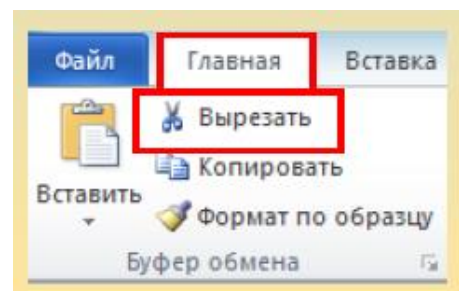 Файл Главная Вставка
Вырезать
Копировать
Вставить
Формат по образцу
Буфер обмена